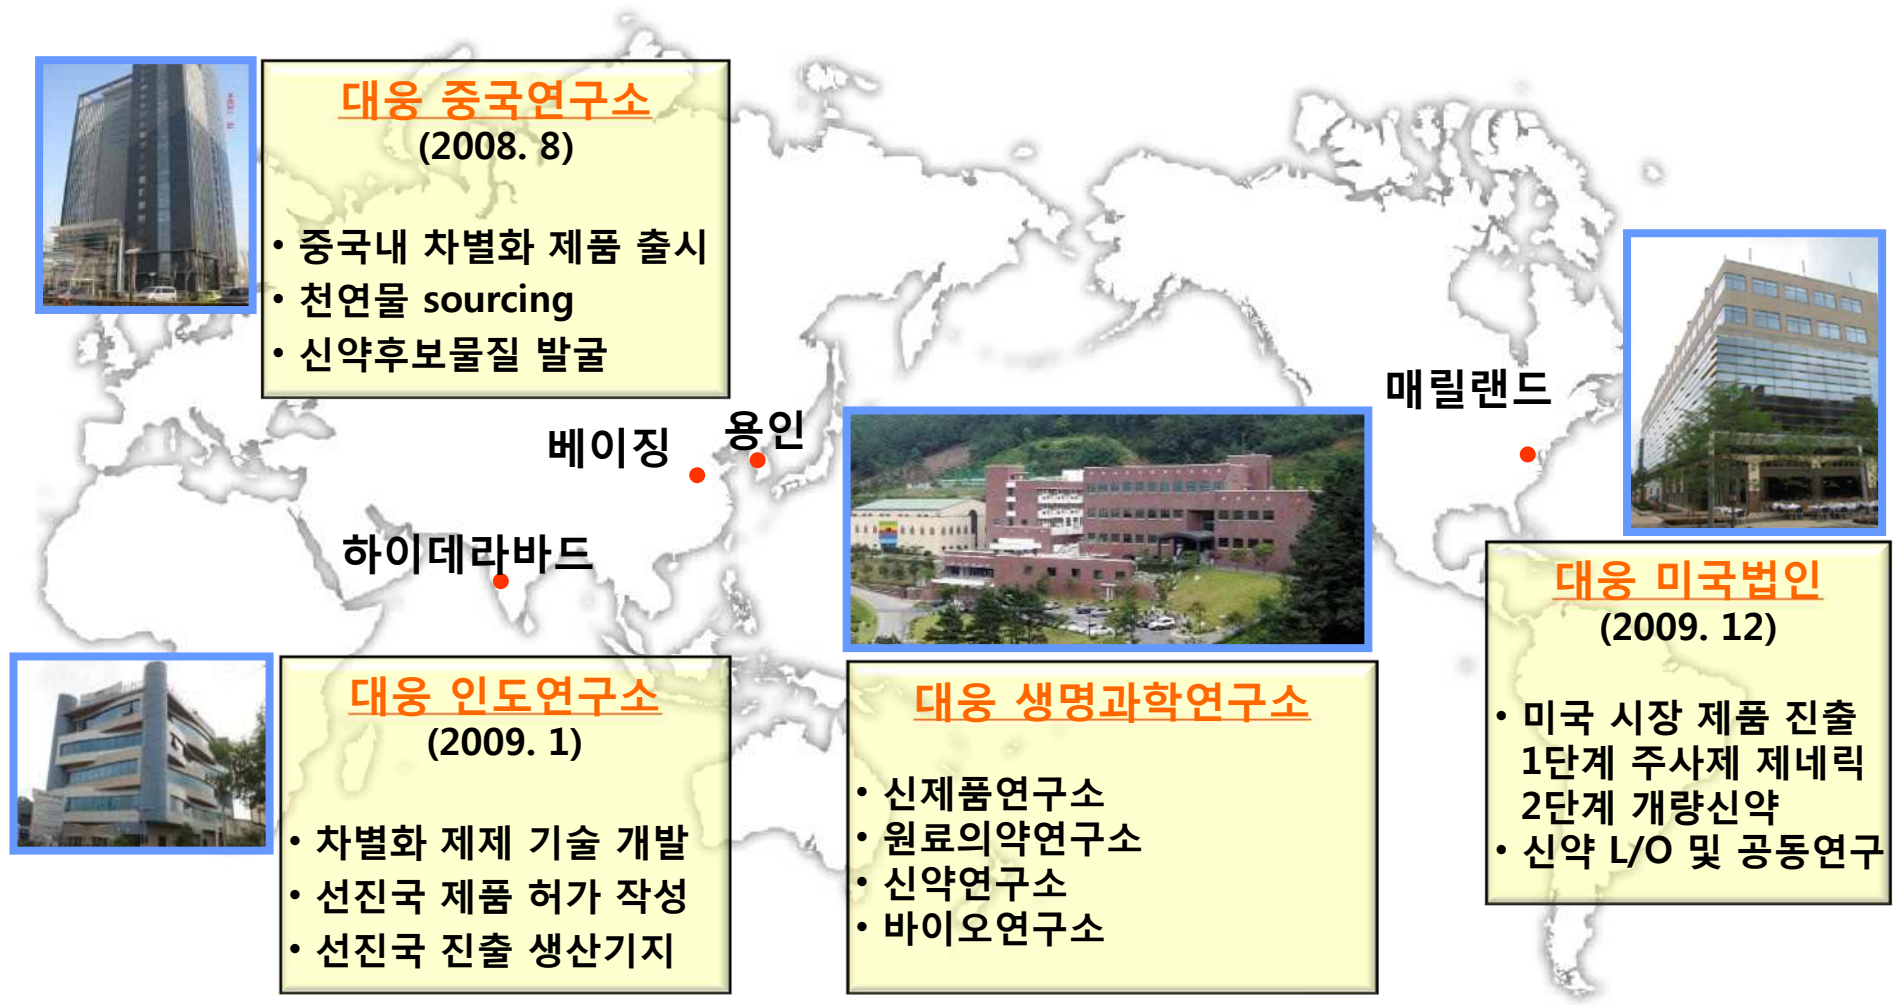 대웅 중국연구소
(2008. 8)
• 중국내 차별화 제품 출시
• 천연물 sourcing
• 신약후보물질 발굴
베이징
용인
매릴랜드
하이데라바드
대웅 인도연구소
(2009. 1)
• 차별화 제제 기술 개발
• 선진국 제품 허가 작성
• 선진국 진출 생산기지
대웅 생명과학연구소
• 신제품연구소
• 원료의약연구소
• 신약연구소
• 바이오연구소
대웅 미국법인
(2009. 12)
• 미국 시장 제품 진출
1단계 주사제 제네릭
2단계 개량신약
• 신약 L/O 및 공동연구